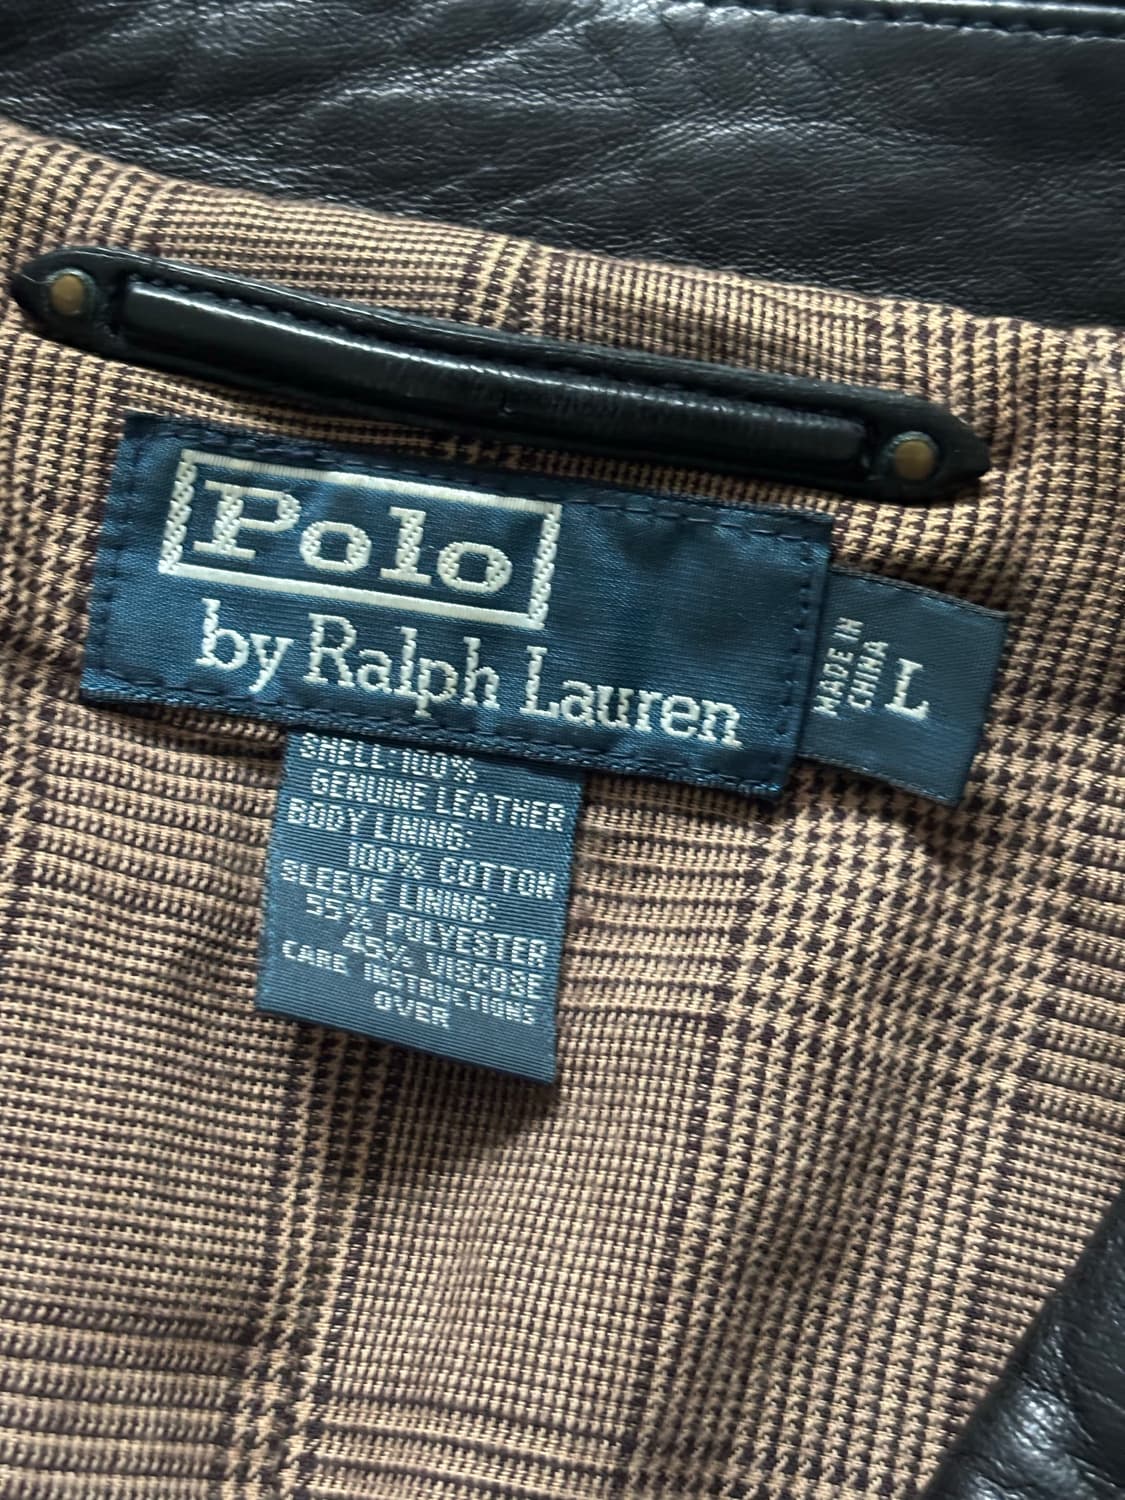 Polo
by Ralph Lauren
MADE IN
CHINA
L
SHELL:100%
GENUINE LEATHER
BODY LINING:
100% COTTON
SLEEVE LINING:
55% POLYESTER
45% VISCOSE
CARE INSTRUCTIONS
OVER